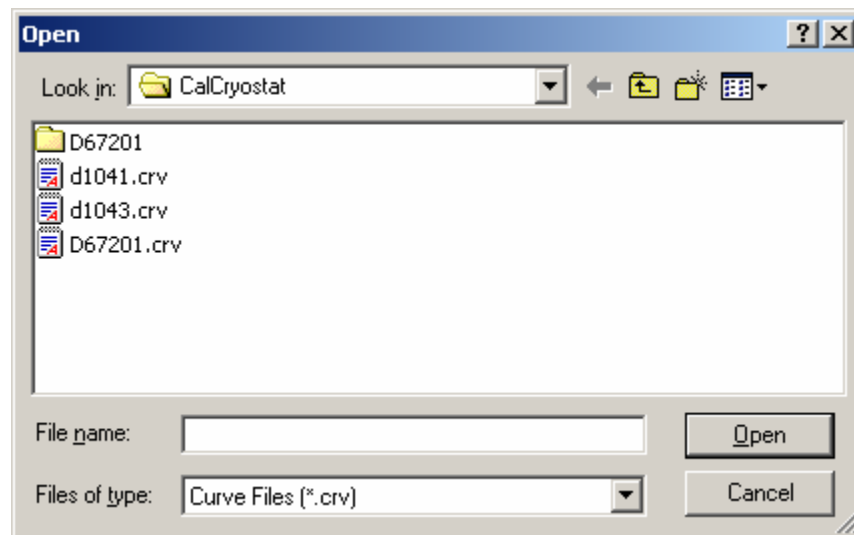 Open
Look in: CalCryostat
D67201
d1041.crv
d1043.crv
D67201.crv
File name:
Open
Files of type: Curve Files (*.crv)
Cancel